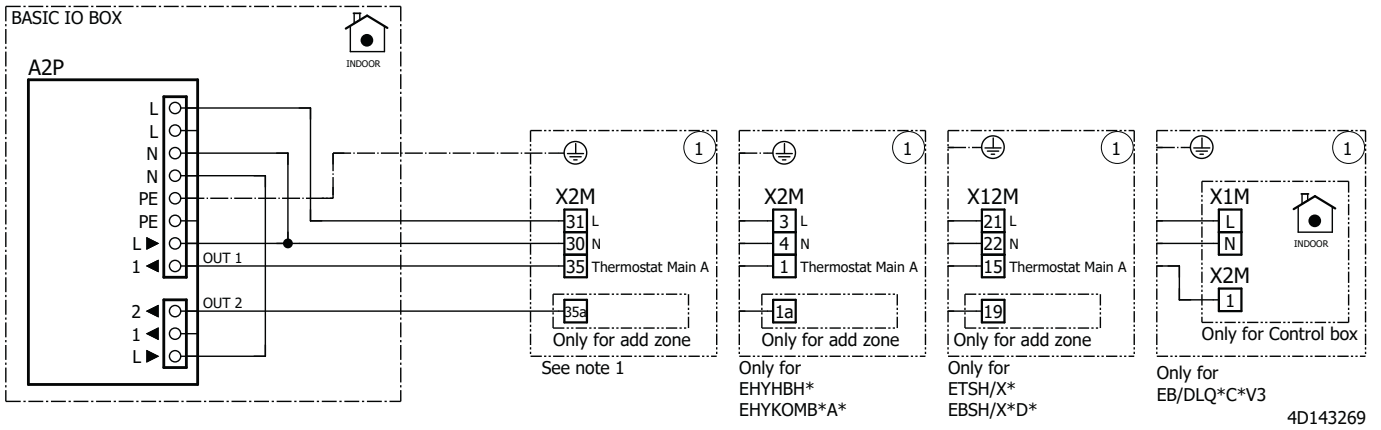 BASIC IO BOX
INDOOR
A2P
L
L
N
N
PE
PE
L ▶
1 ◀ OUT 1
2 ◀ OUT 2
1 ◀
L ▶
1
X2M
31 L
30 N
35 Thermostat Main A
35a
Only for add zone
See note 1
1
X2M
3 L
4 N
1 Thermostat Main A
1a
Only for add zone
Only for
EHYHBH*
EHYKOMB*A*
1
X12M
21 L
22 N
15 Thermostat Main A
19
Only for add zone
Only for
ETSH/X*
EBSH/X*D*
1
X1M
L
N
INDOOR
X2M
1
Only for Control box
Only for
EB/DLQ*C*V3
4D143269